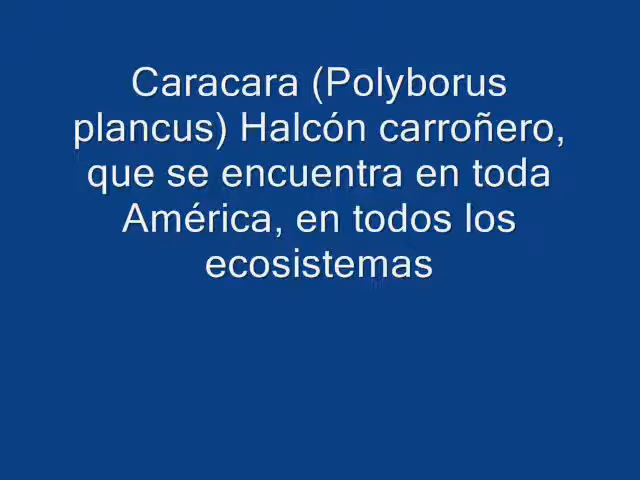 Caracara (Polyborus
plancus) Halcón carroñero,
que se encuentra en toda
América, en todos los
ecosistemas